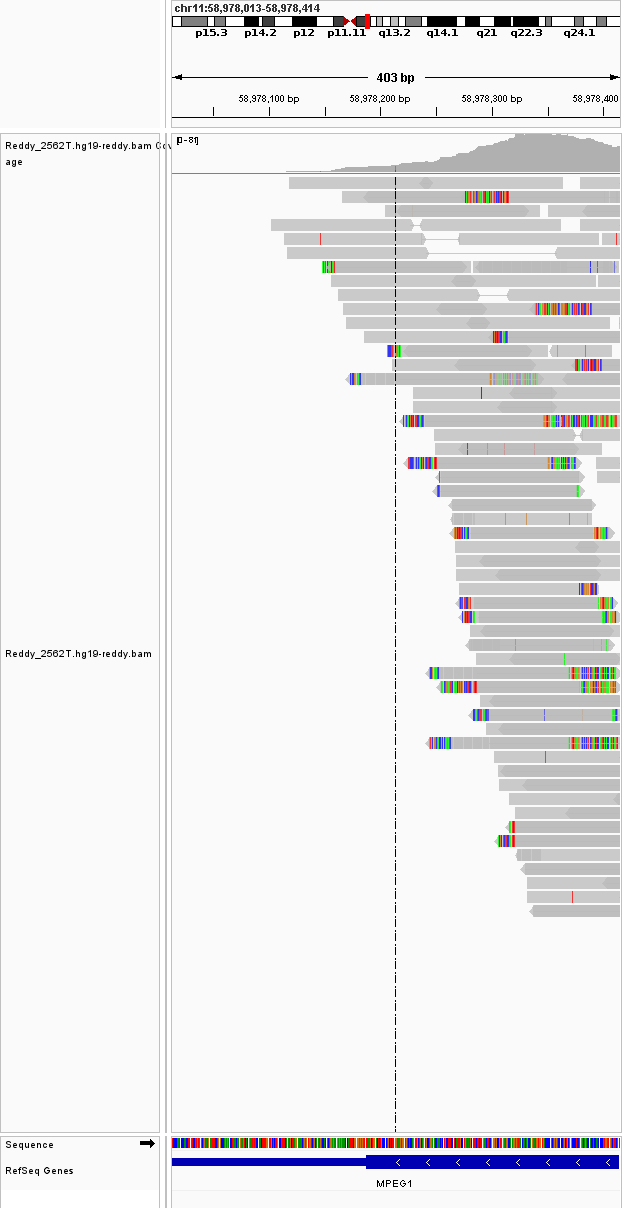 chr11:58,978,013-58,978,414
p15.3 p14.2 p12 p11.11 q13.2 q14.1 q21 q22.3 q24.1
403 bp
58,978,100 bp 58,978,200 bp 58,978,300 bp 58,978,400
[0-81]
Reddy_2562T.hg19-reddy.bam Cov
age
Reddy_2562T.hg19-reddy.bam
Sequence
RefSeq Genes
MPEG1